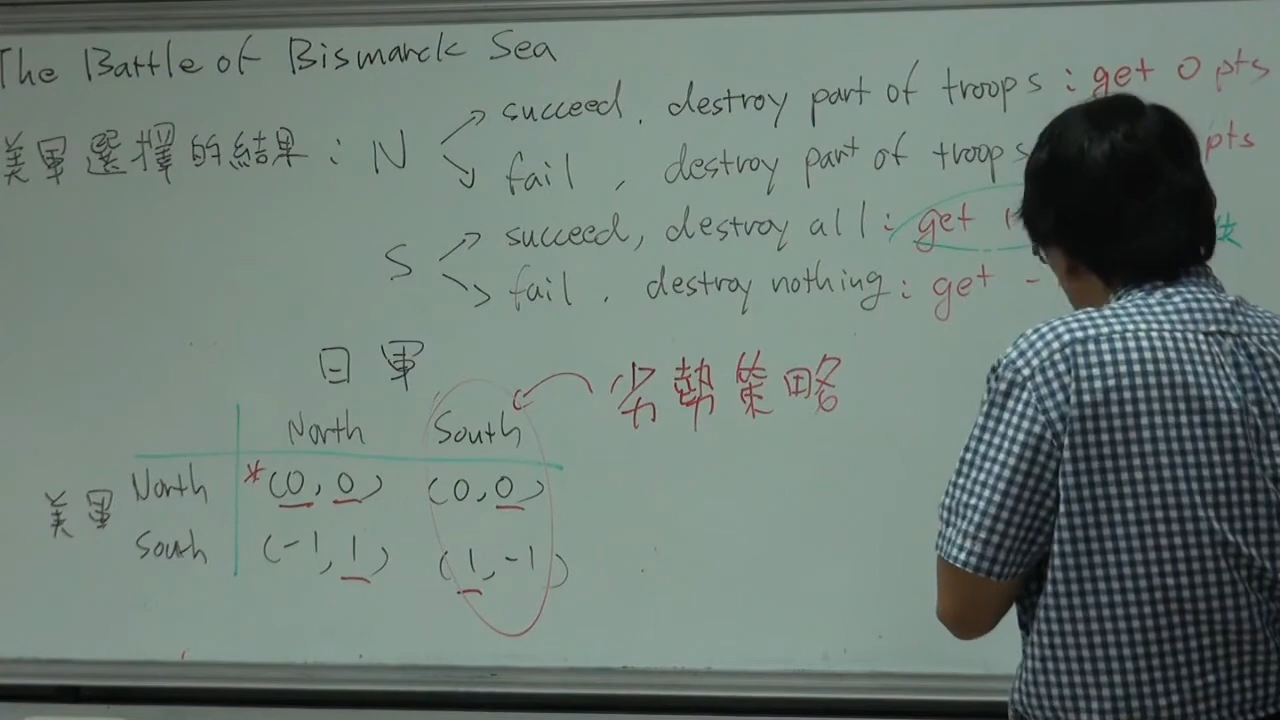 The Battle of Bismarck Sea
美軍選擇的結果: N → succeed, destroy part of troops: get 0 pts
→ fail, destroy part of troops pts
S → succeed, destroy all: get 1
→ fail, destroy nothing: get -
日軍
North South ← 劣勢策略
美軍 North *(0, 0) (0, 0)
South (-1, 1) (1, -1)